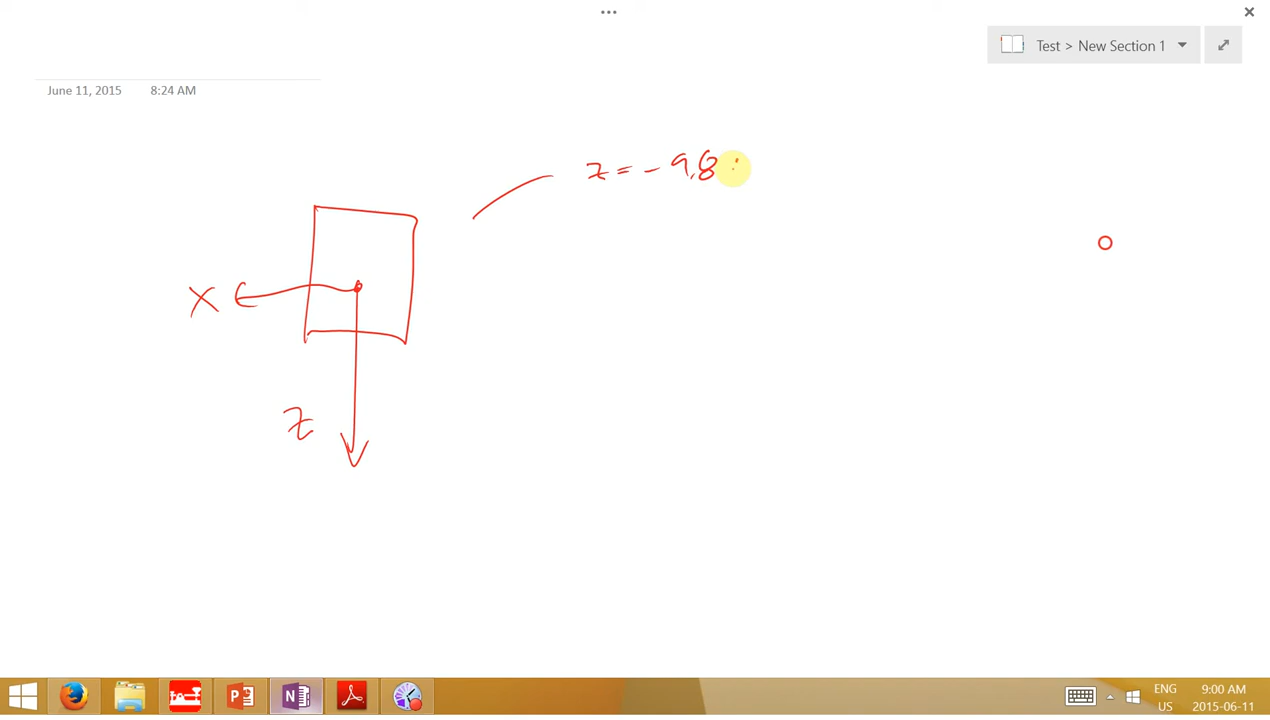 Test > New Section 1
June 11, 2015 8:24 AM
z = - 9.8
X
z
ENG
US
9:00 AM
2015-06-11